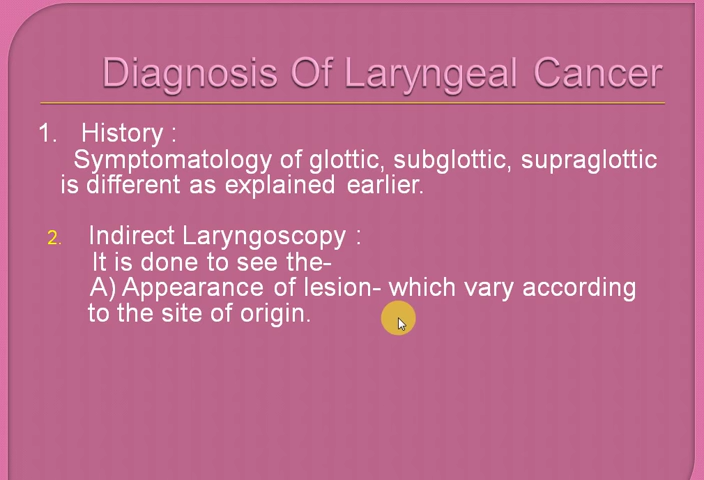 Diagnosis Of Laryngeal Cancer
1. History :
Symptomatology of glottic, subglottic, supraglottic
is different as explained earlier.
2. Indirect Laryngoscopy :
It is done to see the-
A) Appearance of lesion- which vary according
to the site of origin.